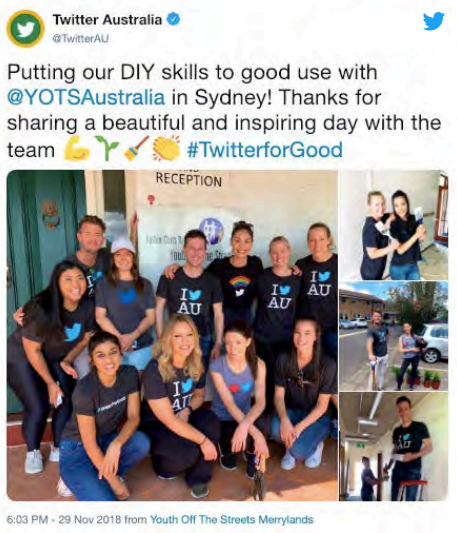 Twitter Australia
@TwitterAU
Putting our DIY skills to good use with
@YOTSAustralia in Sydney! Thanks for
sharing a beautiful and inspiring day with the
team 💪🌱🖌️👏 #TwitterforGood
RECEPTION
I
AU
I
AU
I
AU
I
AU
I
AU
6:03 PM - 29 Nov 2018 from Youth Off The Streets Merrylands